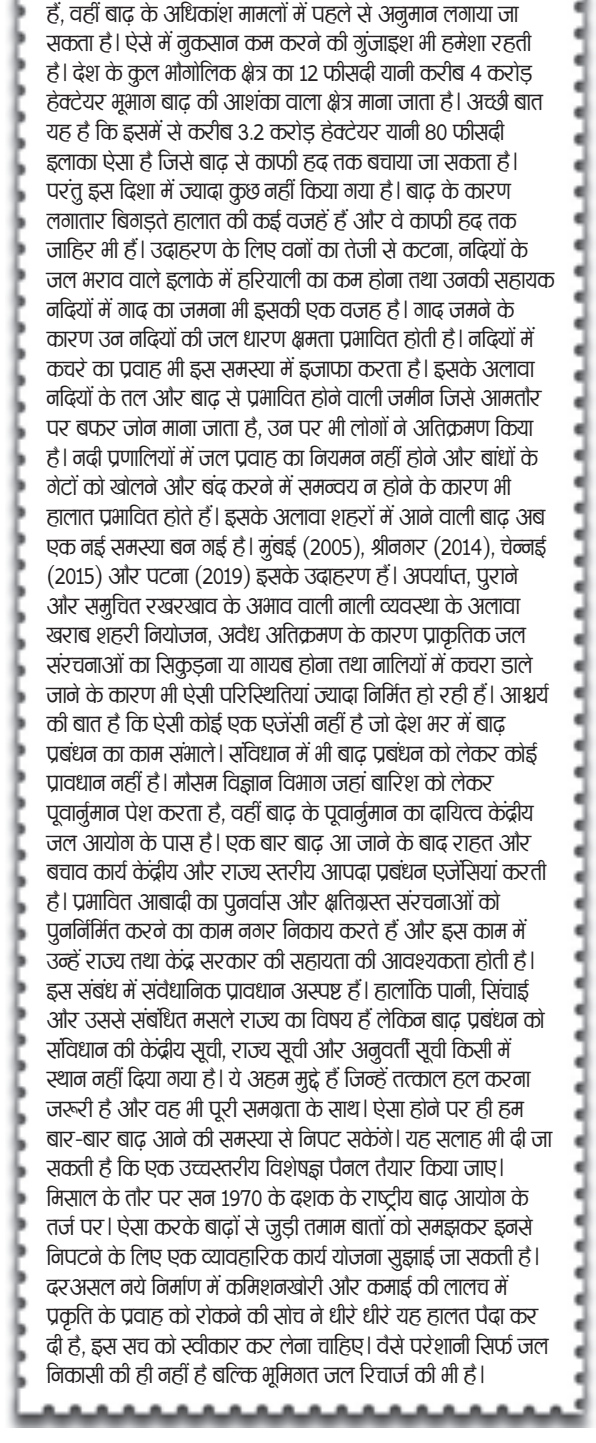 हैं, वहीं बाढ़ के अधिकांश मामलों में पहले से अनुमान लगाया जा
सकता है। ऐसे में नुकसान कम करने की गुंजाइश भी हमेशा रहती
है। देश के कुल भौगोलिक क्षेत्र का 12 फीसदी यानी करीब 4 करोड़
हेक्टेयर भूभाग बाढ़ की आशंका वाला क्षेत्र माना जाता है। अच्छी बात
यह है कि इसमें से करीब 3.2 करोड़ हेक्टेयर यानी 80 फीसदी
इलाका ऐसा है जिसे बाढ़ से काफी हद तक बचाया जा सकता है।
परंतु इस दिशा में ज्यादा कुछ नहीं किया गया है। बाढ़ के कारण
लगातार बिगड़ते हालात की कई वजहें हैं और वे काफी हद तक
जाहिर भी हैं। उदाहरण के लिए वनों का तेजी से कटना, नदियों के
जल भराव वाले इलाके में हरियाली का कम होना तथा उनकी सहायक
नदियों में गाद का जमना भी इसकी एक वजह है। गाद जमने के
कारण उन नदियों की जल धारण क्षमता प्रभावित होती है। नदियों में
कचरे का प्रवाह भी इस समस्या में इजाफा करता है। इसके अलावा
नदियों के तल और बाढ़ से प्रभावित होने वाली जमीन जिसे आमतौर
पर बफर जोन माना जाता है, उन पर भी लोगों ने अतिक्रमण किया
है। नदी प्रणालियों में जल प्रवाह का नियमन नहीं होने और बांधों के
गेटों को खोलने और बंद करने में समन्वय न होने के कारण भी
हालात प्रभावित होते हैं। इसके अलावा शहरों में आने वाली बाढ़ अब
एक नई समस्या बन गई है। मुंबई (2005), श्रीनगर (2014), चेन्नई
(2015) और पटना (2019) इसके उदाहरण हैं। अपर्याप्त, पुराने
और समुचित रखरखाव के अभाव वाली नाली व्यवस्था के अलावा
खराब शहरी नियोजन, अवैध अतिक्रमण के कारण प्राकृतिक जल
संरचनाओं का सिकुड़ना या गायब होना तथा नालियों में कचरा डाले
जाने के कारण भी ऐसी परिस्थितियां ज्यादा निर्मित हो रही हैं। आश्चर्य
की बात है कि ऐसी कोई एक एजेंसी नहीं है जो देश भर में बाढ़
प्रबंधन का काम संभाले। संविधान में भी बाढ़ प्रबंधन को लेकर कोई
प्रावधान नहीं है। मौसम विज्ञान विभाग जहां बारिश को लेकर
पूवार्नुमान पेश करता है, वहीं बाढ़ के पूवार्नुमान का दायित्व केंद्रीय
जल आयोग के पास है। एक बार बाढ़ आ जाने के बाद राहत और
बचाव कार्य केंद्रीय और राज्य स्तरीय आपदा प्रबंधन एजेंसियां करती
है। प्रभावित आबादी का पुनर्वास और क्षतिग्रस्त संरचनाओं को
पुनर्निर्मित करने का काम नगर निकाय करते हैं और इस काम में
उन्हें राज्य तथा केंद्र सरकार की सहायता की आवश्यकता होती है।
इस संबंध में संवैधानिक प्रावधान अस्पष्ट हैं। हालांकि पानी, सिंचाई
और उससे संबंधित मसले राज्य का विषय हैं लेकिन बाढ़ प्रबंधन को
संविधान की केंद्रीय सूची, राज्य सूची और अनुवर्ती सूची किसी में
स्थान नहीं दिया गया है। ये अहम मुद्दे हैं जिन्हें तत्काल हल करना
जरूरी है और वह भी पूरी समग्रता के साथ। ऐसा होने पर ही हम
बार-बार बाढ़ आने की समस्या से निपट सकेंगे। यह सलाह भी दी जा
सकती है कि एक उच्चस्तरीय विशेषज्ञ पैनल तैयार किया जाए।
मिसाल के तौर पर सन 1970 के दशक के राष्ट्रीय बाढ़ आयोग के
तर्ज पर। ऐसा करके बाढ़ों से जुड़ी तमाम बातों को समझकर इनसे
निपटने के लिए एक व्यावहारिक कार्य योजना सुझाई जा सकती है।
दरअसल नये निर्माण में कमिशनखोरी और कमाई की लालच में
प्रकृति के प्रवाह को रोकने की सोच ने धीरे धीरे यह हालत पैदा कर
दी है, इस सच को स्वीकार कर लेना चाहिए। वैसे परेशानी सिर्फ जल
निकासी की ही नहीं है बल्कि भूमिगत जल रिचार्ज की भी है।